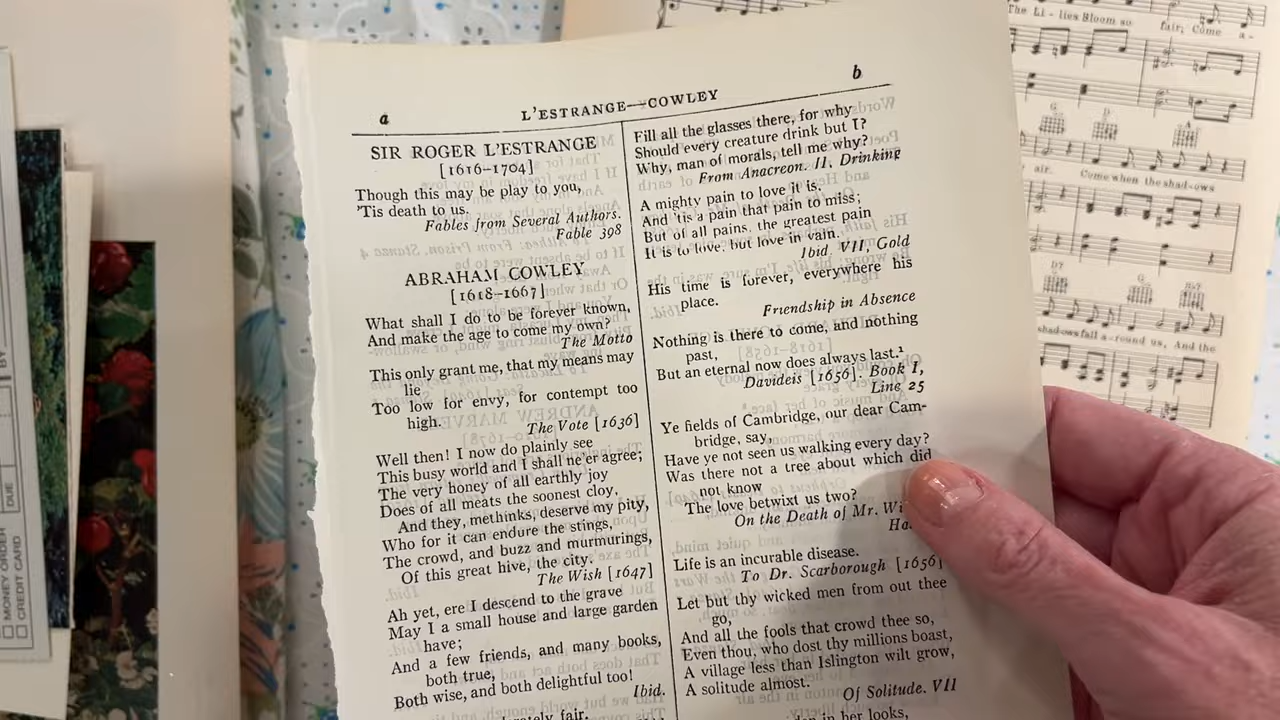 a
L'ESTRANGE—COWLEY
b
SIR ROGER L'ESTRANGE
[1616–1704]
Though this may be play to you,
'Tis death to us.
Fables from Several Authors.
Fable 398
ABRAHAM COWLEY
[1618–1667]
What shall I do to be forever known,
And make the age to come my own?
The Motto
This only grant me, that my means may
lie
Too low for envy, for contempt too
high.
The Vote [1636]
Well then! I now do plainly see
This busy world and I shall ne'er agree;
The very honey of all earthly joy
Does of all meats the soonest cloy,
And they, methinks, deserve my pity,
Who for it can endure the stings,
The crowd, and buzz and murmurings,
Of this great hive, the city.
The Wish [1647]
Ah yet, ere I descend to the grave
May I a small house and large garden
have;
And a few friends, and many books,
both true,
Both wise, and both delightful too!
Ibid.
fair,
Fill all the glasses there, for why
Should every creature drink but I?
Why, man of morals, tell me why?
From Anacreon. II, Drinking
A mighty pain to love it is,
And 'tis a pain that pain to miss;
But of all pains, the greatest pain
It is to love, but love in vain.
Ibid. VII, Gold
His time is forever, everywhere his
place.
Friendship in Absence
Nothing is there to come, and nothing
past,
But an eternal now does always last.¹
Davideis [1656]. Book I,
Line 25
Ye fields of Cambridge, our dear Cam-
bridge, say,
Have ye not seen us walking every day?
Was there not a tree about which did
not know
The love betwixt us two?
On the Death of Mr.
Life is an incurable disease.
To Dr. Scarborough [1656]
Let but thy wicked men from out thee
go,
And all the fools that crowd thee so,
Even thou, who dost thy millions boast,
A village less than Islington wilt grow,
A solitude almost.
Of Solitude. VII
in her looks,
The Li - lies Bloom so fair; Come a-
G D A
air. Come when the shad-ows
D7 G
shadows fall a-round us, And the
BY
DUE
MONEY ORDER
CREDIT CARD